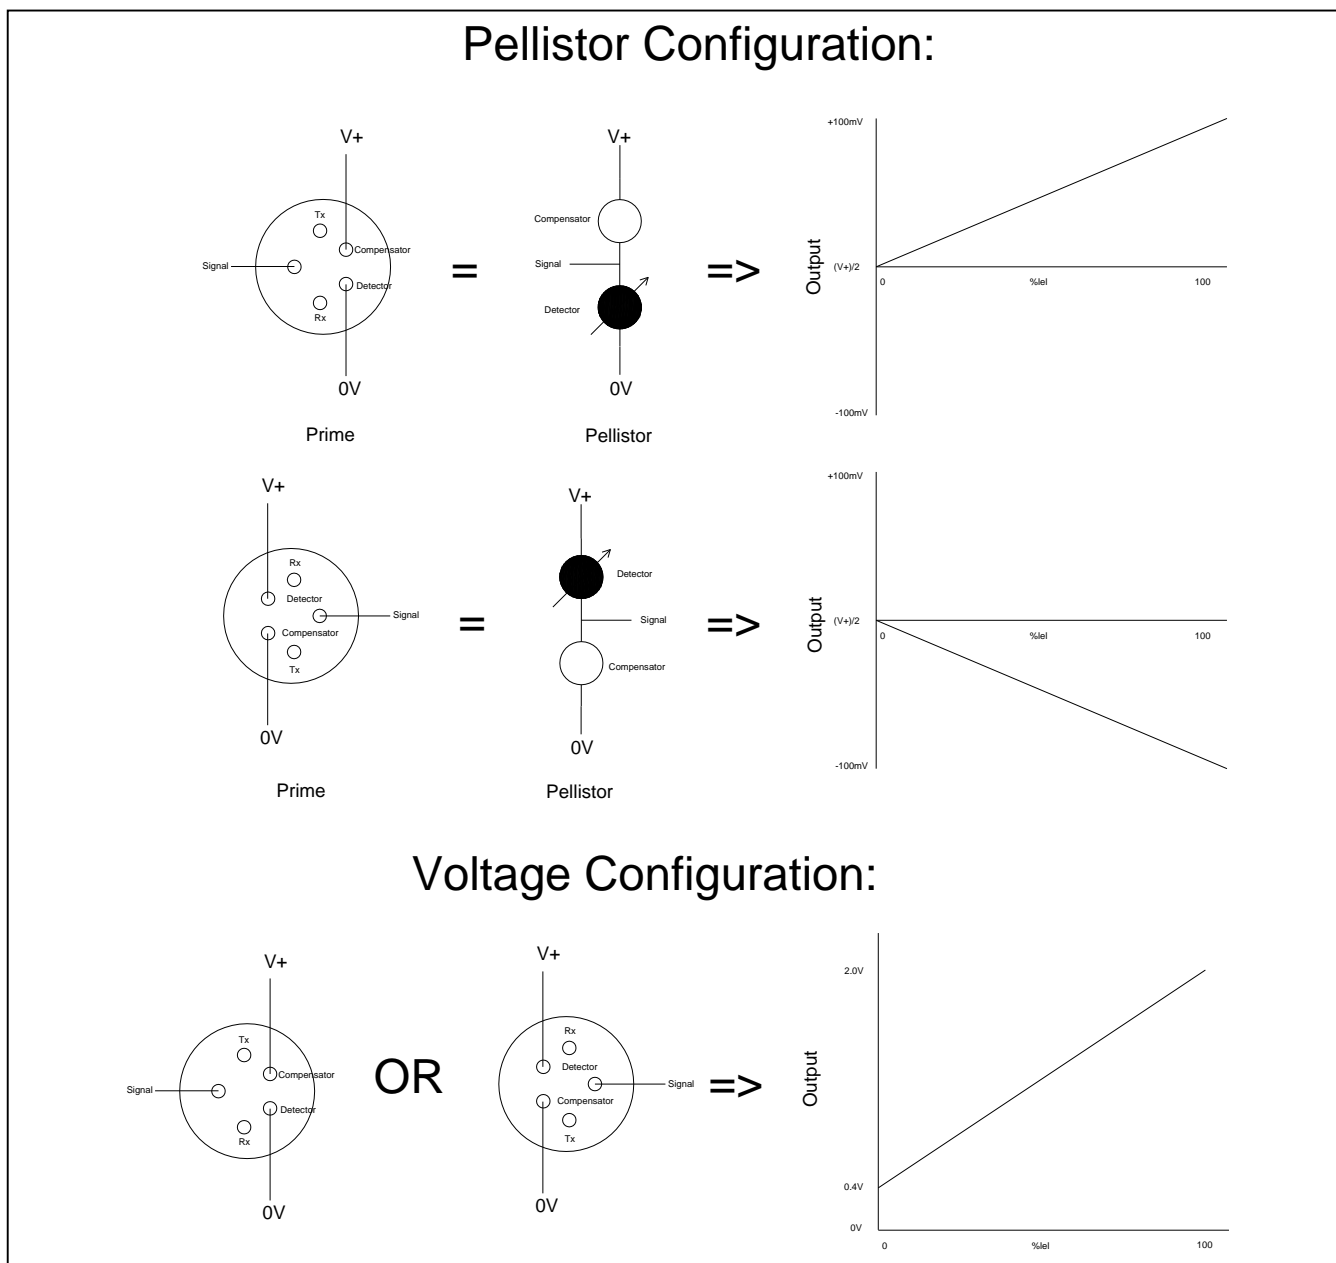 Pellistor Configuration:
V+
Tx
Compensator
Signal
Detector
Rx
0V
Prime
=
V+
Compensator
Signal
Detector
0V
Pellistor
=>
+100mV
Output
(V+)/2
0
%lel
100
-100mV
V+
Rx
Detector
Signal
Compensator
Tx
0V
Prime
=
V+
Detector
Signal
Compensator
0V
Pellistor
=>
+100mV
Output
(V+)/2
0
%lel
100
-100mV
Voltage Configuration:
V+
Tx
Compensator
Signal
Detector
Rx
0V
OR
V+
Rx
Detector
Signal
Compensator
Tx
0V
=>
2.0V
Output
0.4V
0V
0
%lel
100